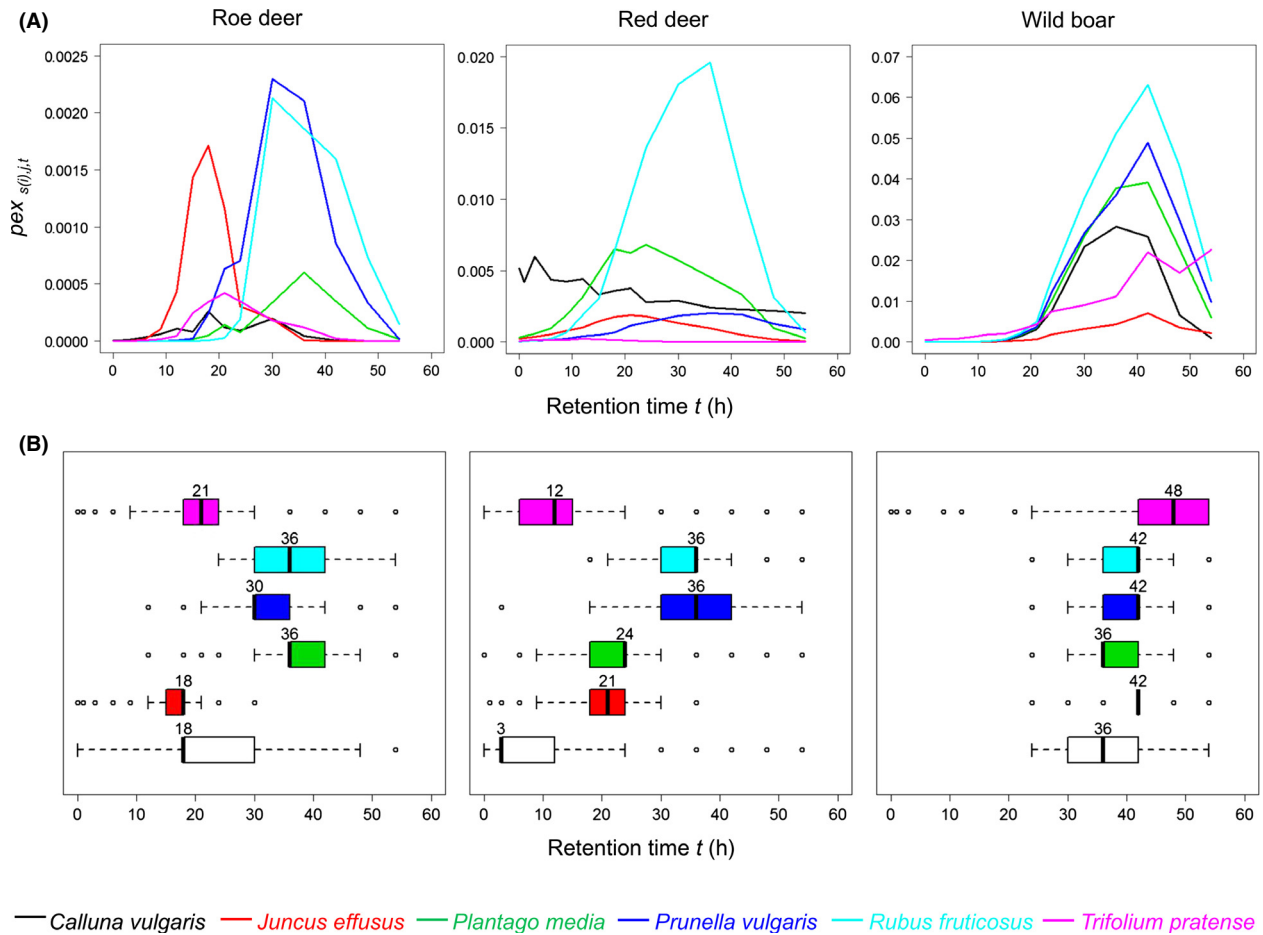 (A)
Roe deer
Red deer
Wild boar
pex s(i),j,t
0.0025
0.0020
0.0015
0.0010
0.0005
0.0000
0 10 20 30 40 50 60
0.020
0.015
0.010
0.005
0.000
0 10 20 30 40 50 60
0.07
0.06
0.05
0.04
0.03
0.02
0.01
0.00
0 10 20 30 40 50 60
Retention time t (h)
(B)
21
36
30
36
18
18
0 10 20 30 40 50 60
12
36
36
24
21
3
0 10 20 30 40 50 60
48
42
42
36
42
36
0 10 20 30 40 50 60
Retention time t (h)
Calluna vulgaris Juncus effusus Plantago media Prunella vulgaris Rubus fruticosus Trifolium pratense